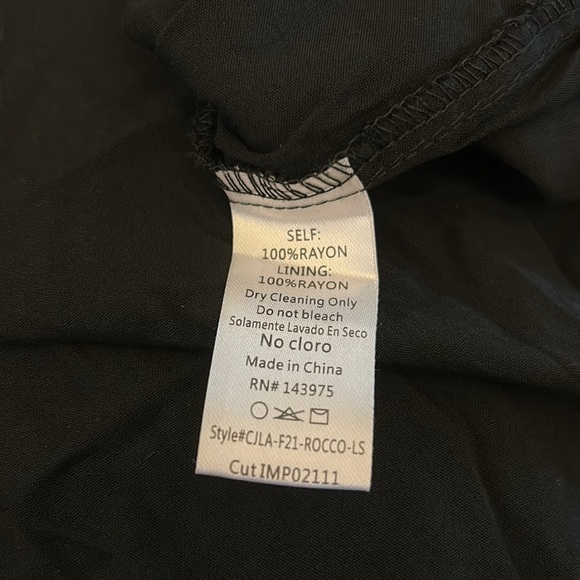 SELF:
100%RAYON
LINING:
100%RAYON
Dry Cleaning Only
Do not bleach
Solamente Lavado En Seco
No cloro
Made in China
RN# 143975
Style#CJLA-F21-ROCCO-LS
Cut IMP02111